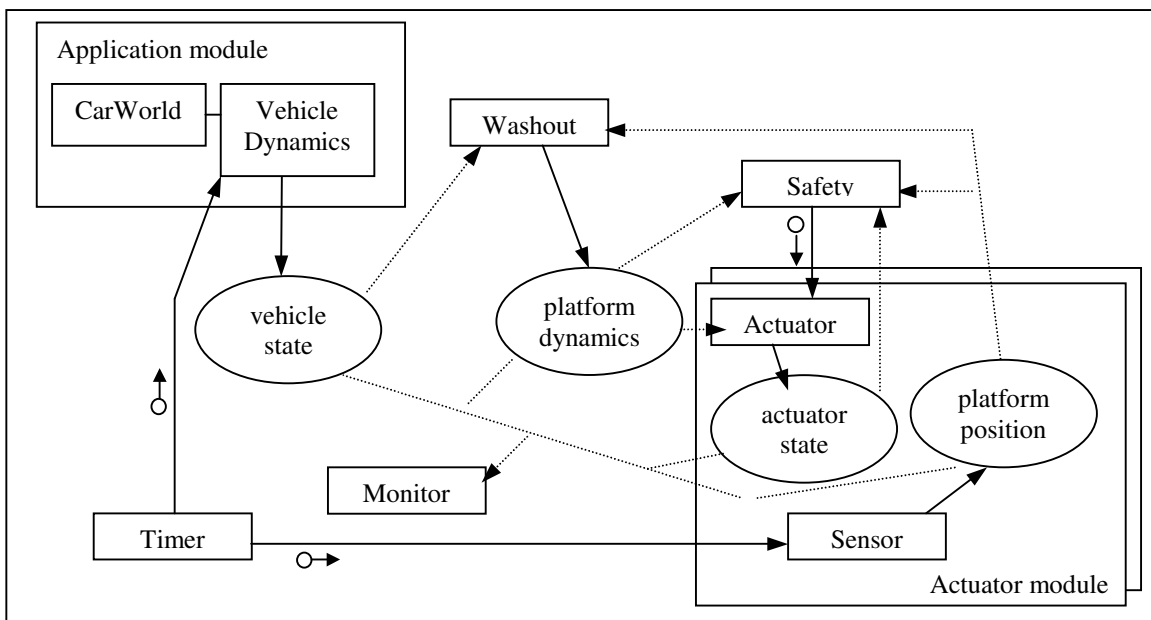 Application module
CarWorld
Vehicle
Dynamics
Washout
Safety
vehicle
state
platform
dynamics
Actuator
actuator
state
platform
position
Monitor
Timer
Sensor
Actuator module